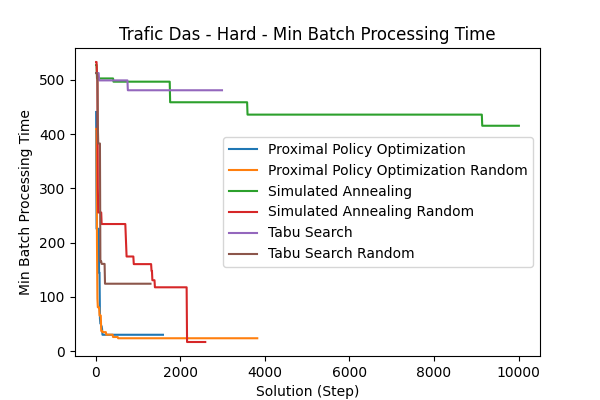 Trafic Das - Hard - Min Batch Processing Time
Min Batch Processing Time
500
400
300
200
100
0
Proximal Policy Optimization
Proximal Policy Optimization Random
Simulated Annealing
Simulated Annealing Random
Tabu Search
Tabu Search Random
0 2000 4000 6000 8000 10000
Solution (Step)